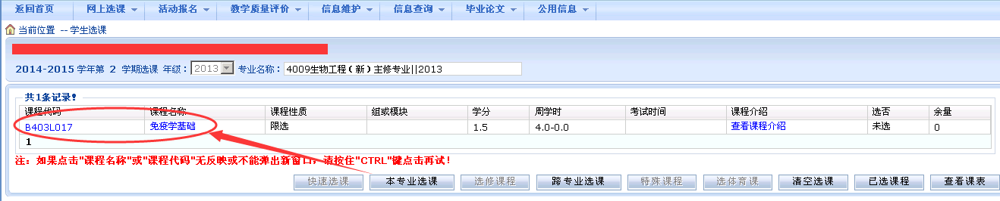 返回首页 网上选课 活动报名 教学质量评价 信息维护 信息查询 毕业论文 公用信息
当前位置 -- 学生选课
2014-2015 学年第 2 学期选课 年级： 2013 专业名称： 4009生物工程（新）主修专业||2013
共1条记录!
课程代码 课程名称 课程性质 组或模块 学分 周学时 考试时间 课程介绍 选否 余量
B403L017 免疫学基础 限选 1.5 4.0-0.0 查看课程介绍 未选 0
1
注：如果点击"课程名称"或"课程代码"无反映或不能弹出新窗口，请按住"CTRL"键点击再试！
快速选课 本专业选课 选修课程 跨专业选课 特殊课程 选体育课 清空选课 已选课程 查看课表